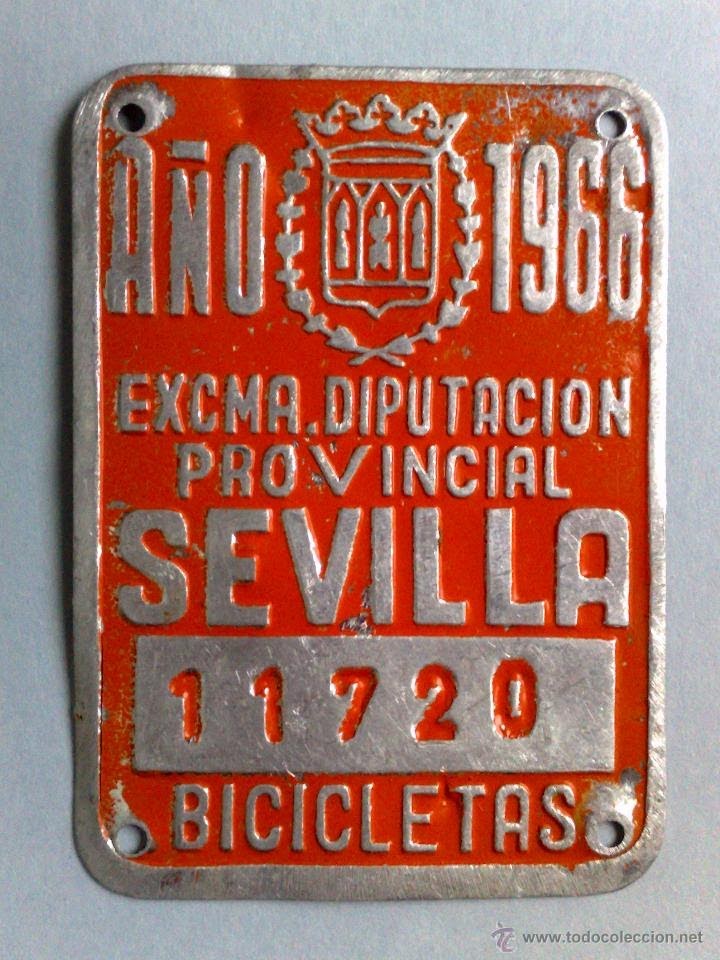 AÑO 1966
EXCMA. DIPUTACION
PROVINCIAL
SEVILLA
11720
BICICLETAS
© www.todocoleccion.net